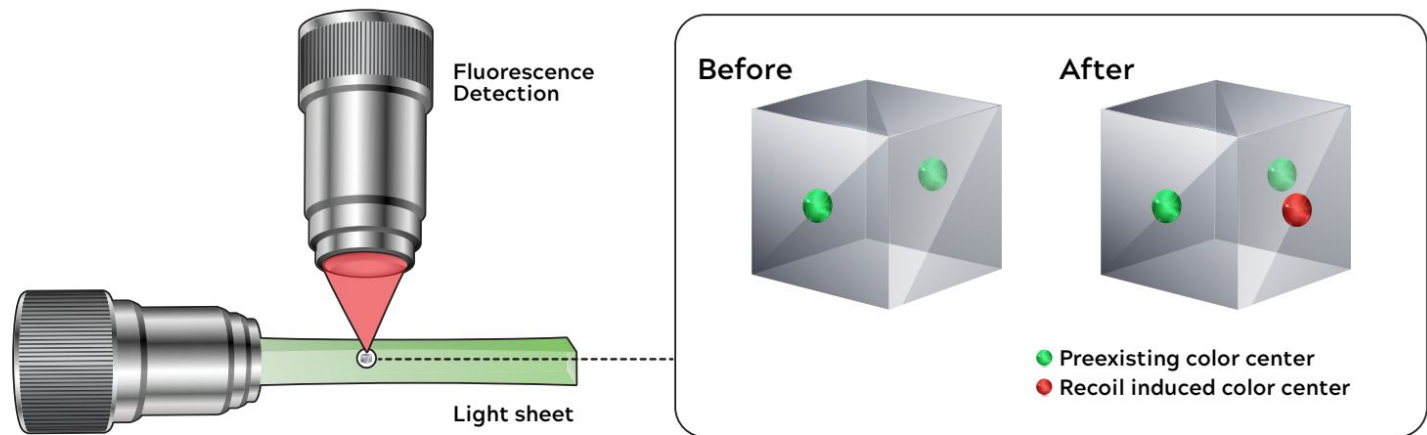 Fluorescence
Detection
Light sheet
Before
After
Preexisting color center
Recoil induced color center